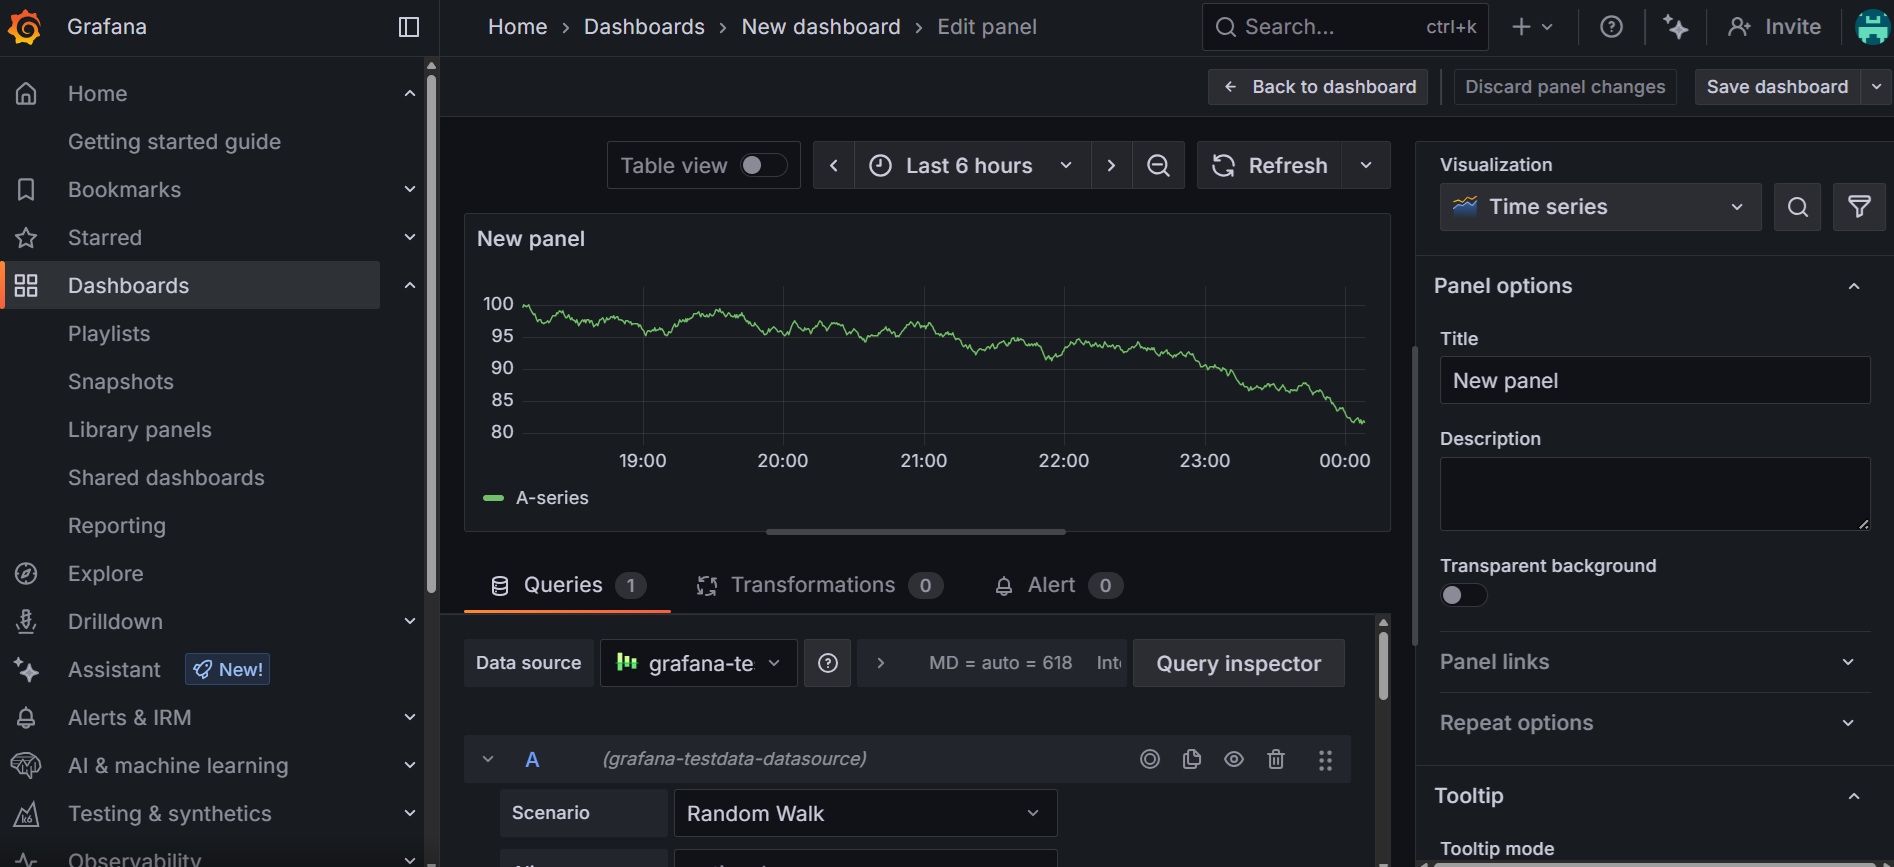 Grafana
Home › Dashboards › New dashboard › Edit panel
Search... ctrl+k
Invite
Back to dashboard
Discard panel changes
Save dashboard
Home
Getting started guide
Bookmarks
Starred
Dashboards
Playlists
Snapshots
Library panels
Shared dashboards
Reporting
Explore
Drilldown
Assistant New!
Alerts & IRM
AI & machine learning
Testing & synthetics
Observability
Table view
Last 6 hours
Refresh
New panel
100
95
90
85
80
19:00 20:00 21:00 22:00 23:00 00:00
A-series
Queries 1
Transformations 0
Alert 0
Data source
grafana-te
MD = auto = 618
Query inspector
A (grafana-testdata-datasource)
Scenario
Random Walk
Visualization
Time series
Panel options
Title
New panel
Description
Transparent background
Panel links
Repeat options
Tooltip
Tooltip mode